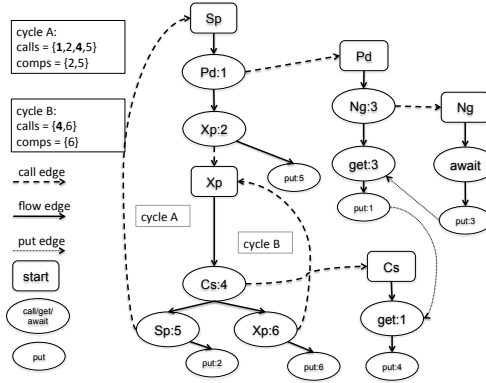 cycle A:
calls = {1,2,4,5}
comps = {2,5}
cycle B:
calls = {4,6}
comps = {6}
call edge
flow edge
put edge
start
call/get/
await
put
Sp
Pd:1
Xp:2
put:5
Xp
cycle A
cycle B
Cs:4
Sp:5
Xp:6
put:2
put:6
Pd
Ng:3
Ng
get:3
await
put:1
put:3
Cs
get:1
put:4